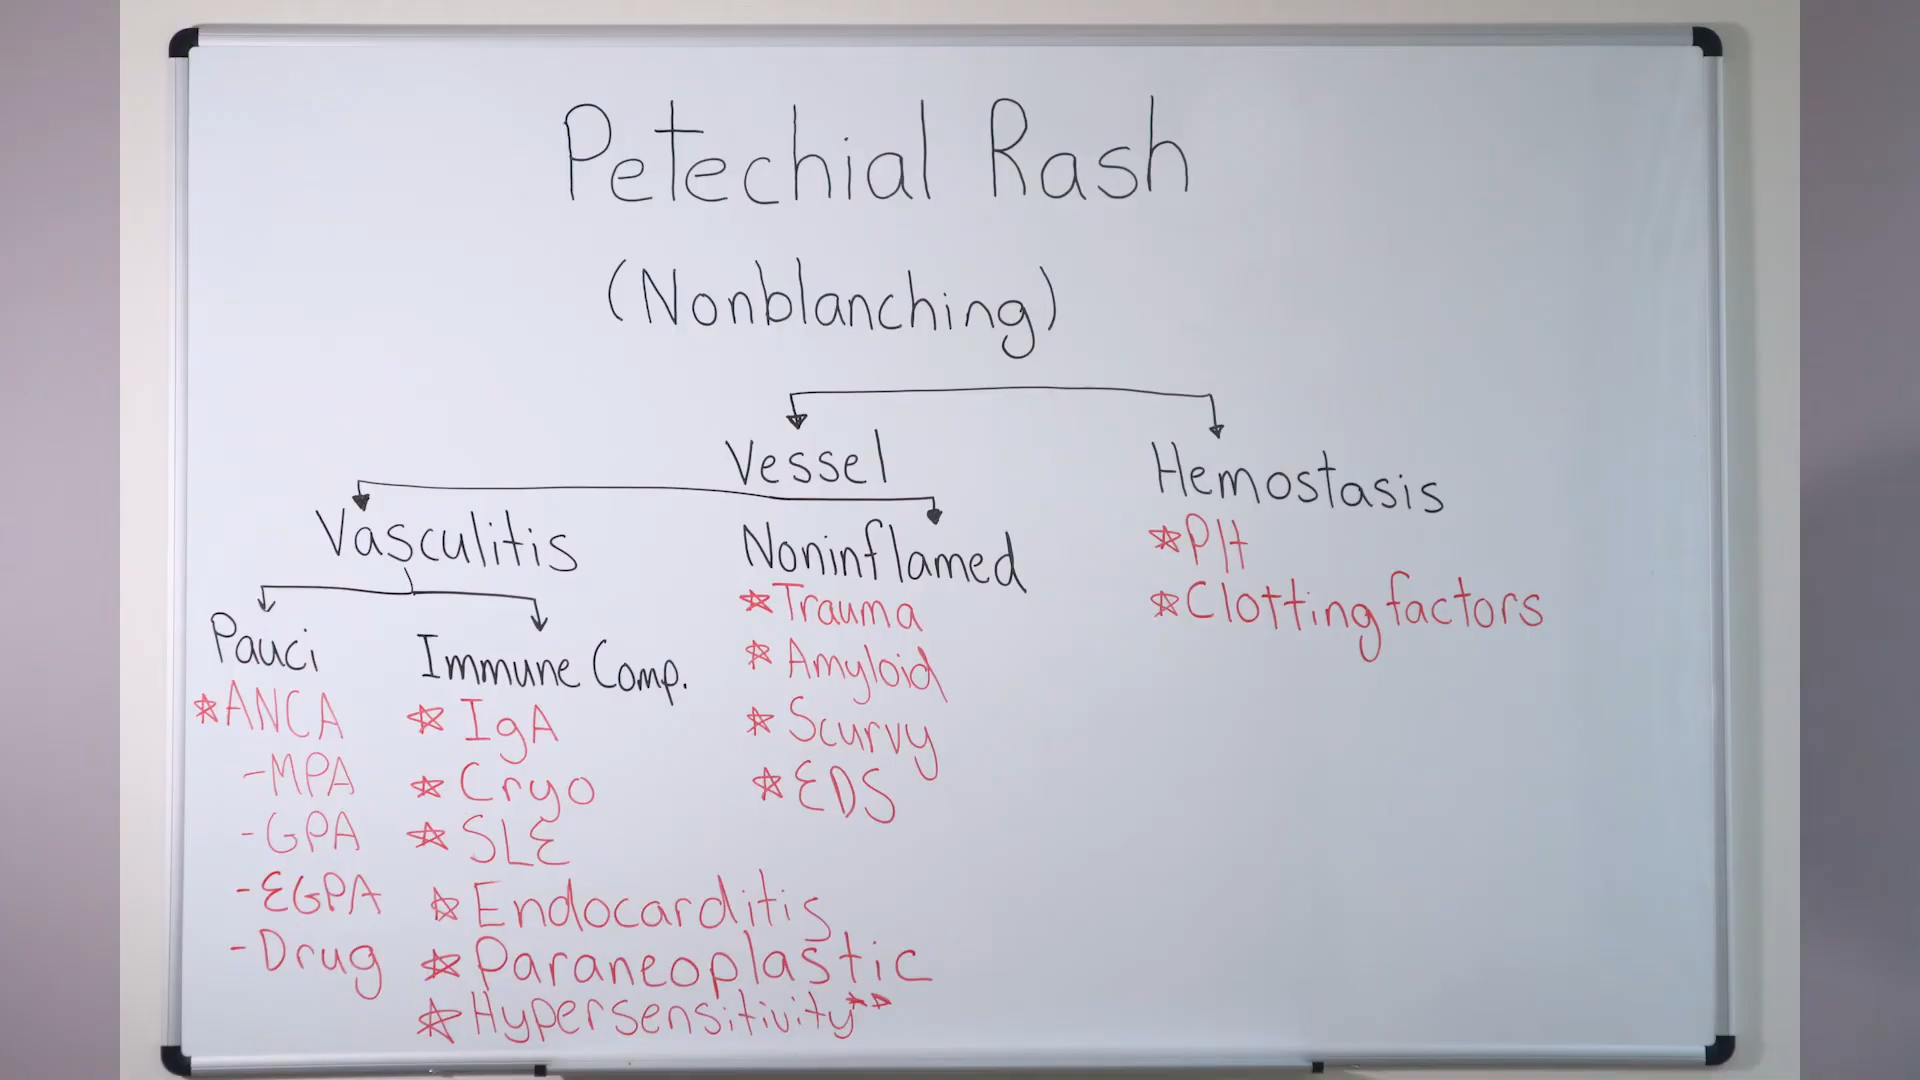 Petechial Rash
(Nonblanching)
Vessel
Hemostasis
*Plt
*Clotting factors
Vasculitis
Noninflamed
*Trauma
*Amyloid
*Scurvy
*EDS
Pauci
*ANCA
-MPA
-GPA
-EGPA
-Drug
Immune Comp.
*IgA
*Cryo
*SLE
*Endocarditis
*Paraneoplastic
*Hypersensitivity**